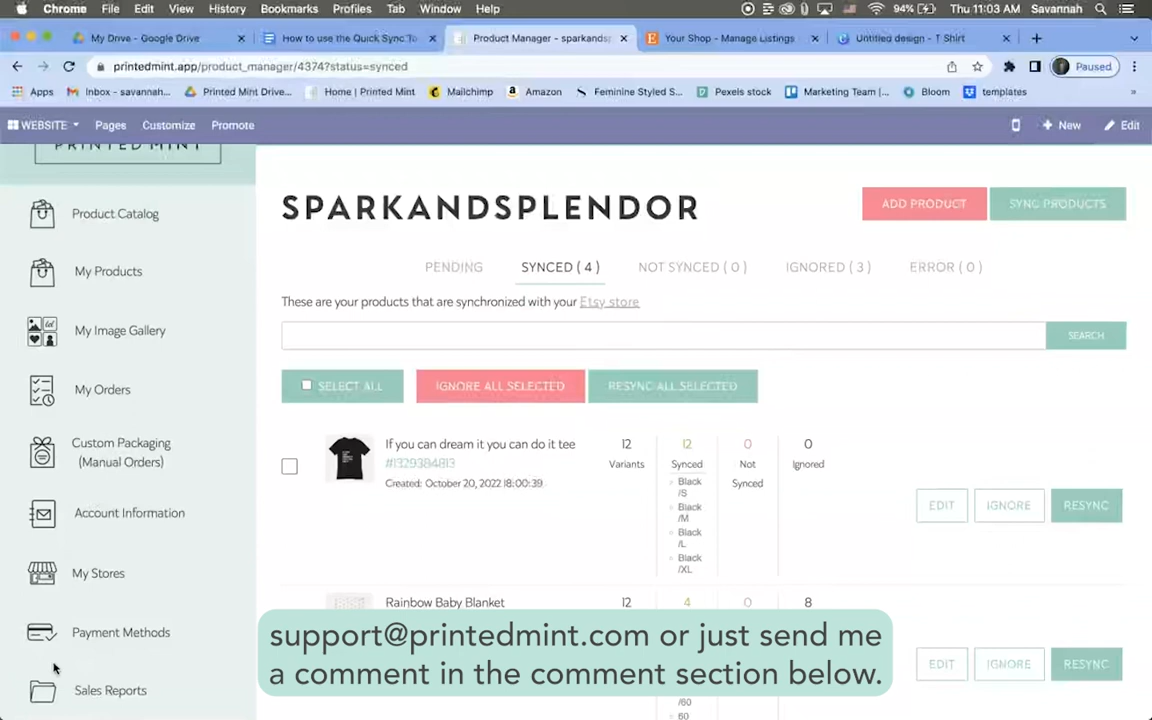 Chrome File Edit View History Bookmarks Profiles Tab Window Help 94% Thu 11:03 AM Savannah
My Drive - Google Drive How to use the Quick Sync To Product Manager - sparkands Your Shop - Manage Listings Untitled design - T Shirt
printedmint.app/product_manager/4374?status=synced Paused
Apps Inbox - savannah... Printed Mint Drive... Home | Printed Mint Mailchimp Amazon Feminine Styled S... Pexels stock Marketing Team |... Bloom templates
WEBSITE Pages Customize Promote New Edit
PRINTED MINT
Product Catalog
My Products
My Image Gallery
My Orders
Custom Packaging
(Manual Orders)
Account Information
My Stores
Payment Methods
Sales Reports
SPARKANDSPLENDOR
ADD PRODUCT SYNC PRODUCTS
PENDING SYNCED ( 4 ) NOT SYNCED ( 0 ) IGNORED ( 3 ) ERROR ( 0 )
These are your products that are synchronized with your Etsy store
SEARCH
SELECT ALL IGNORE ALL SELECTED RESYNC ALL SELECTED
If you can dream it you can do it tee
#1329384813
Created: October 20, 2022 18:00:39
12 Variants
12 Synced
Black
/S
Black
/M
Black
/L
Black
/XL
0 Not Synced
0 Ignored
EDIT IGNORE RESYNC
Rainbow Baby Blanket 12 4 0 8
EDIT IGNORE RESYNC
/60
60
support@printedmint.com or just send me
a comment in the comment section below.